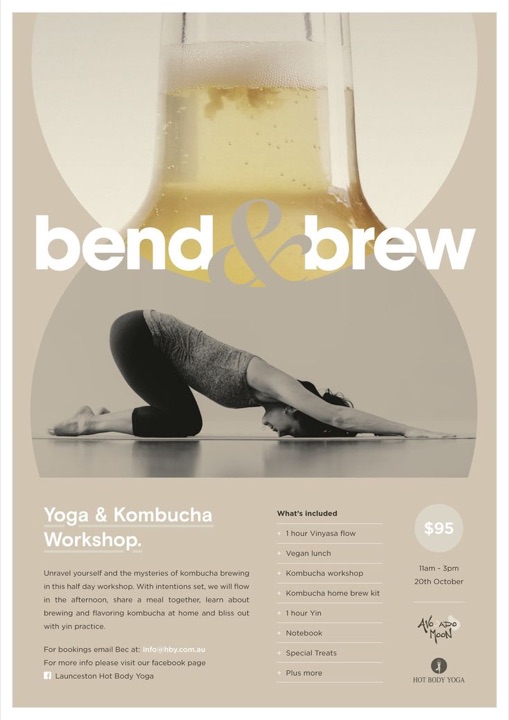 bend & brew
Yoga & Kombucha
Workshop.
Unravel yourself and the mysteries of kombucha brewing
in this half day workshop. With intentions set, we will flow
in the afternoon, share a meal together, learn about
brewing and flavoring kombucha at home and bliss out
with yin practice.
For bookings email Bec at: info@hby.com.au
For more info please visit our facebook page
Launceston Hot Body Yoga
What's included
+ 1 hour Vinyasa flow
+ Vegan lunch
+ Kombucha workshop
+ Kombucha home brew kit
+ 1 hour Yin
+ Notebook
+ Special Treats
+ Plus more
$95
11am - 3pm
20th October
AVOCADO
MOON
HOT BODY YOGA